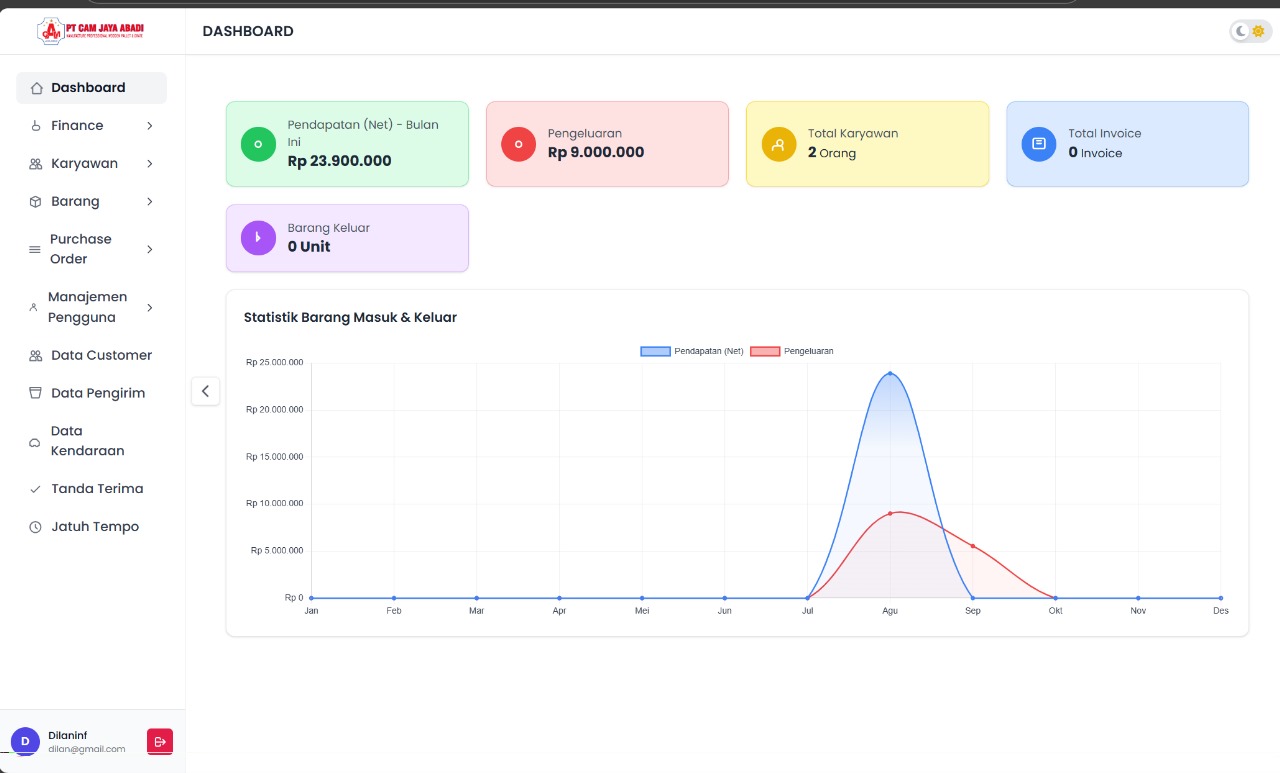 PT CAM JAYA ABADI
DASHBOARD
Dashboard
Finance
Karyawan
Barang
Purchase
Order
Manajemen
Pengguna
Data Customer
Data Pengirim
Data
Kendaraan
Tanda Terima
Jatuh Tempo
D
Dilaninf
dilan@gmail.com
Pendapatan (Net) - Bulan
Ini
Rp 23.900.000
Pengeluaran
Rp 9.000.000
Total Karyawan
2 Orang
Total Invoice
0 Invoice
Barang Keluar
0 Unit
Statistik Barang Masuk & Keluar
Pendapatan (Net) Pengeluaran
Rp 25.000.000
Rp 20.000.000
Rp 15.000.000
Rp 10.000.000
Rp 5.000.000
Rp 0
Jan Feb Mar Apr Mei Jun Jul Agu Sep Okt Nov Des